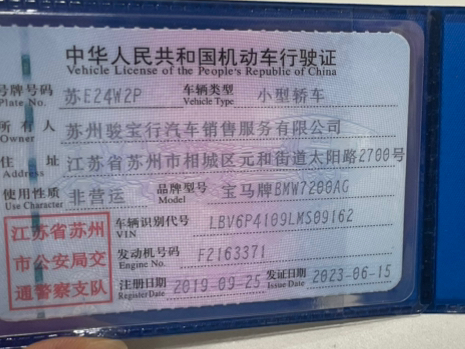 中华人民共和国机动车行驶证
Vehicle License of the People's Republic of China
号牌号码 苏E24W2P 车辆类型 小型轿车
Plate No. Vehicle Type
所有人 苏州骏宝行汽车销售服务有限公司
Owner
住址 江苏省苏州市相城区元和街道太阳路2700号
Address
使用性质 非营运 品牌型号 宝马牌BMW7200AG
Use Character Model
江苏省苏州
市公安局交
通警察支队
车辆识别代号 LBV6P4109LMS09162
VIN
发动机号码 F2163371
Engine No.
注册日期 2019-09-25 发证日期 2023-06-15
Register Date Issue Date